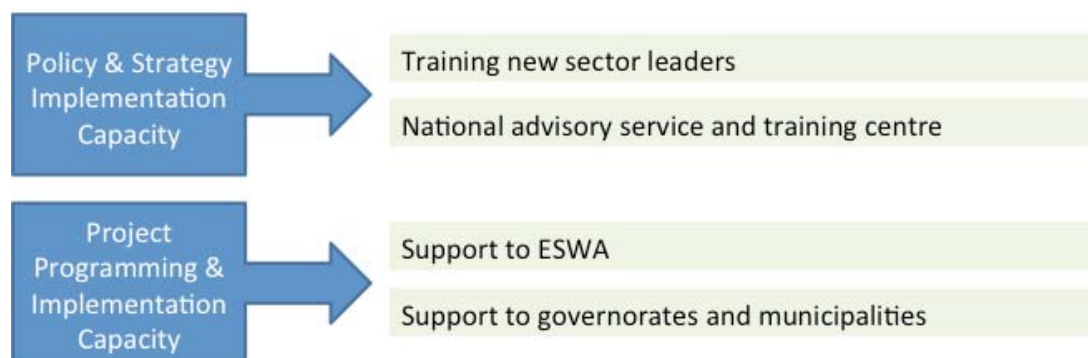 Policy & Strategy
Implementation
Capacity
Training new sector leaders
National advisory service and training centre
Project
Programming &
Implementation
Capacity
Support to ESWA
Support to governorates and municipalities